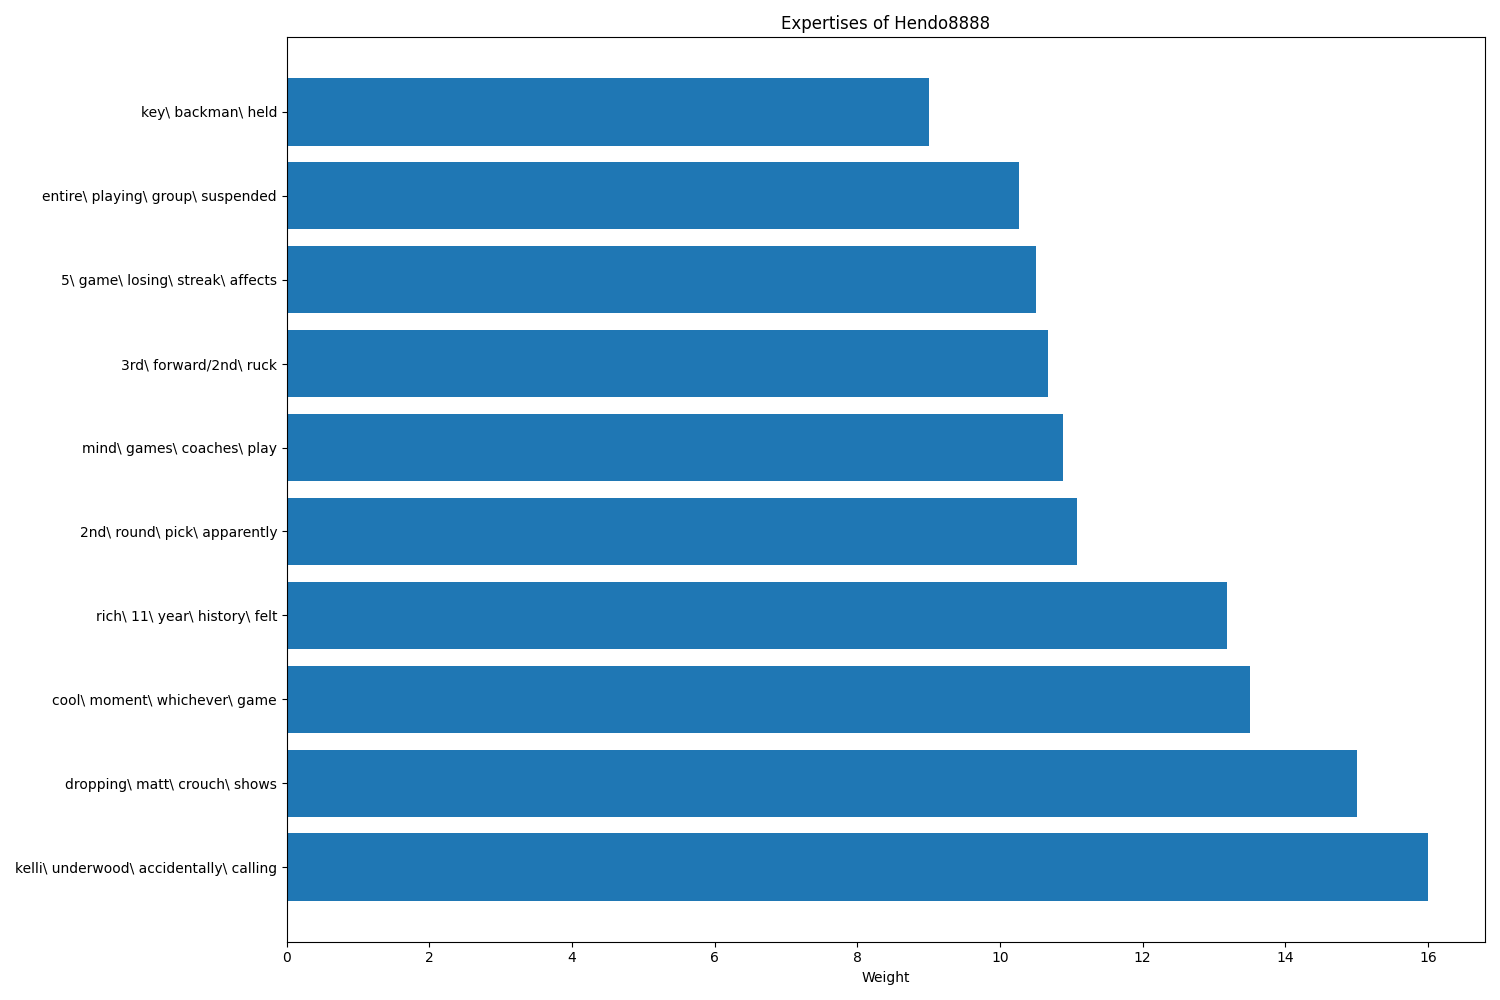 Expertises of Hendo8888
key\ backman\ held
entire\ playing\ group\ suspended
5\ game\ losing\ streak\ affects
3rd\ forward/2nd\ ruck
mind\ games\ coaches\ play
2nd\ round\ pick\ apparently
rich\ 11\ year\ history\ felt
cool\ moment\ whichever\ game
dropping\ matt\ crouch\ shows
kelli\ underwood\ accidentally\ calling
0 2 4 6 8 10 12 14 16
Weight